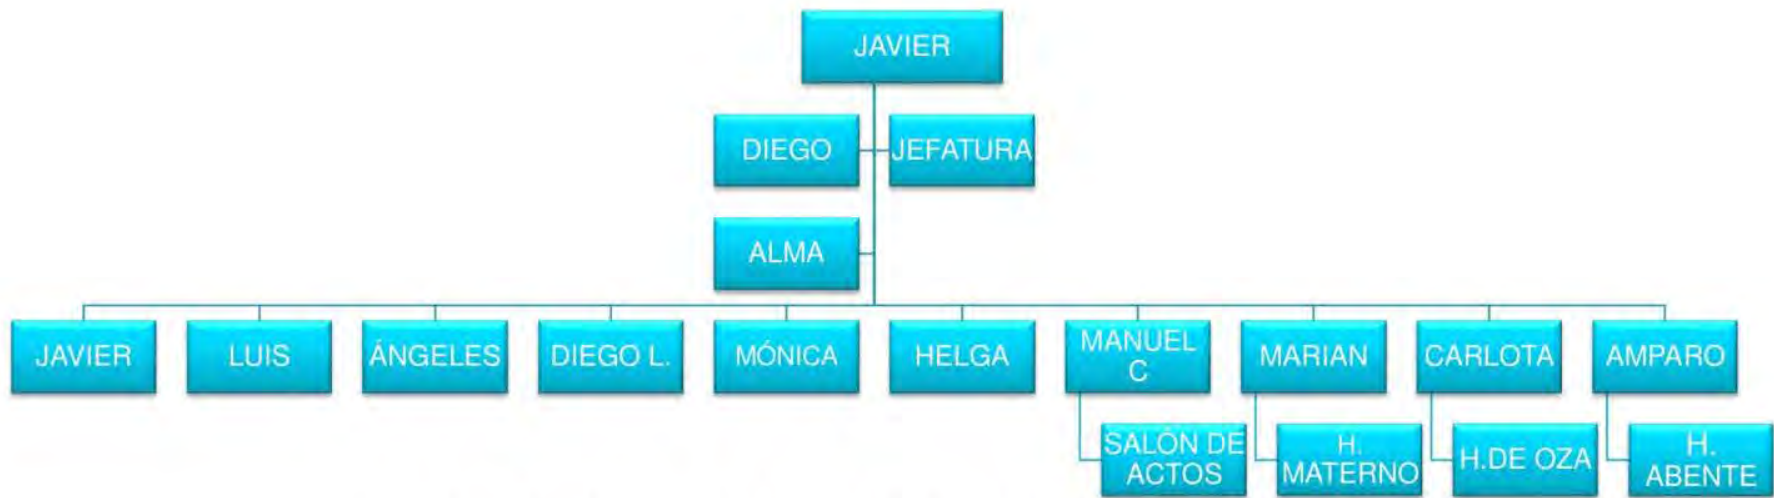 JAVIER
DIEGO
JEFATURA
ALMA
JAVIER
LUIS
ÁNGELES
DIEGO L.
MÓNICA
HELGA
MANUEL
C
MARIAN
CARLOTA
AMPARO
SALÓN DE
ACTOS
H.
MATERNO
H.DE OZA
H.
ABENTE